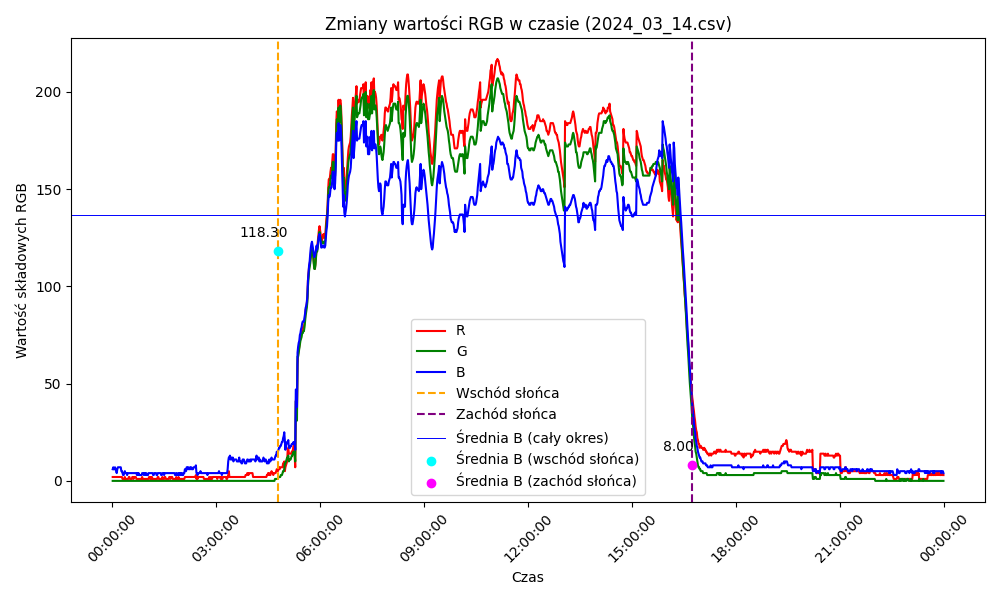 Zmiany wartości RGB w czasie (2024_03_14.csv)
Wartość składowych RGB
200
150
100
50
0
118.30
8.00
R
G
B
Wschód słońca
Zachód słońca
Średnia B (cały okres)
Średnia B (wschód słońca)
Średnia B (zachód słońca)
00:00:00
03:00:00
06:00:00
09:00:00
12:00:00
15:00:00
18:00:00
21:00:00
00:00:00
Czas